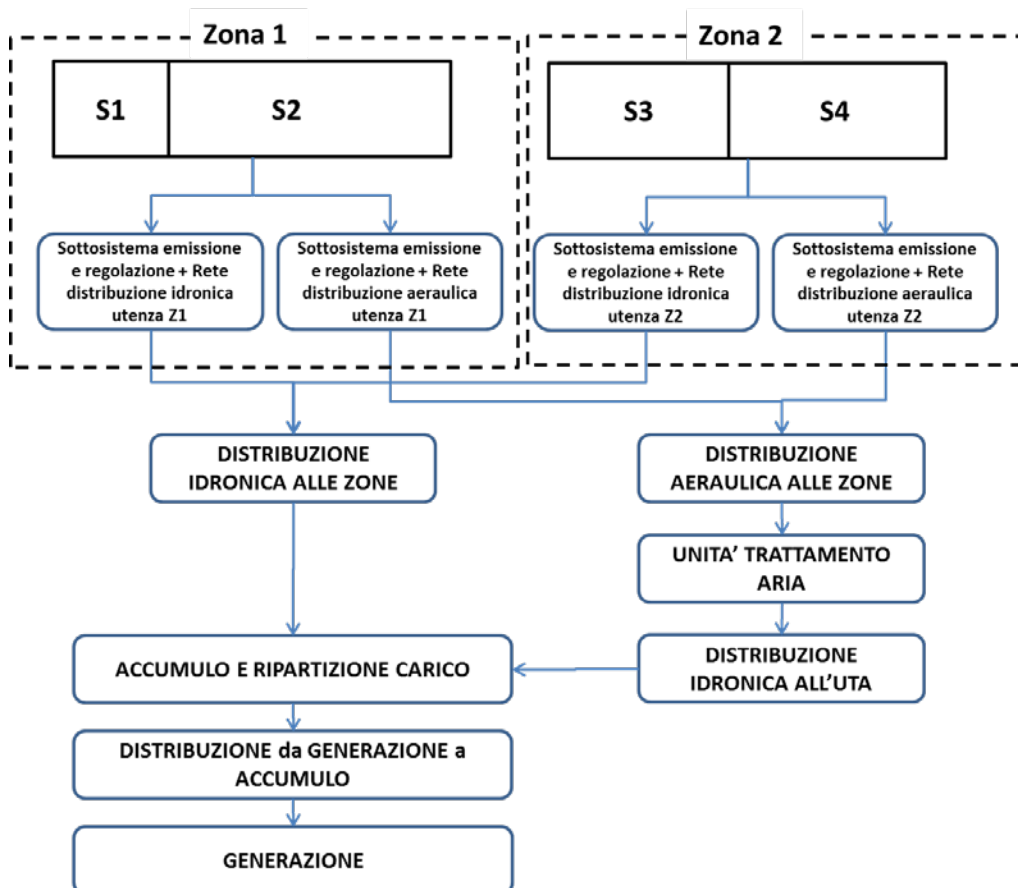 Zona 1
Zona 2
S1
S2
S3
S4
Sottosistema emissione
e regolazione + Rete
distribuzione idronica
utenza Z1
Sottosistema emissione
e regolazione + Rete
distribuzione aeraulica
utenza Z1
Sottosistema emissione
e regolazione + Rete
distribuzione idronica
utenza Z2
Sottosistema emissione
e regolazione + Rete
distribuzione aeraulica
utenza Z2
DISTRIBUZIONE
IDRONICA ALLE ZONE
DISTRIBUZIONE
AERAULICA ALLE ZONE
UNITA' TRATTAMENTO
ARIA
DISTRIBUZIONE
IDRONICA ALL'UTA
ACCUMULO E RIPARTIZIONE CARICO
DISTRIBUZIONE da GENERAZIONE a
ACCUMULO
GENERAZIONE